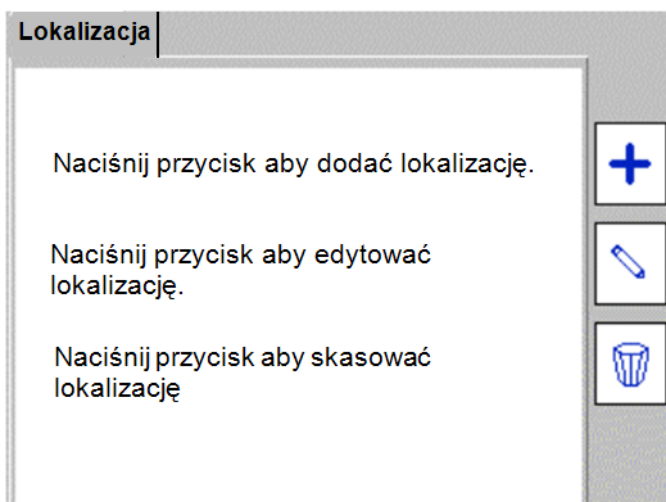 Lokalizacja
Naciśnij przycisk aby dodać lokalizację.
Naciśnij przycisk aby edytować
lokalizację.
Naciśnij przycisk aby skasować
lokalizację